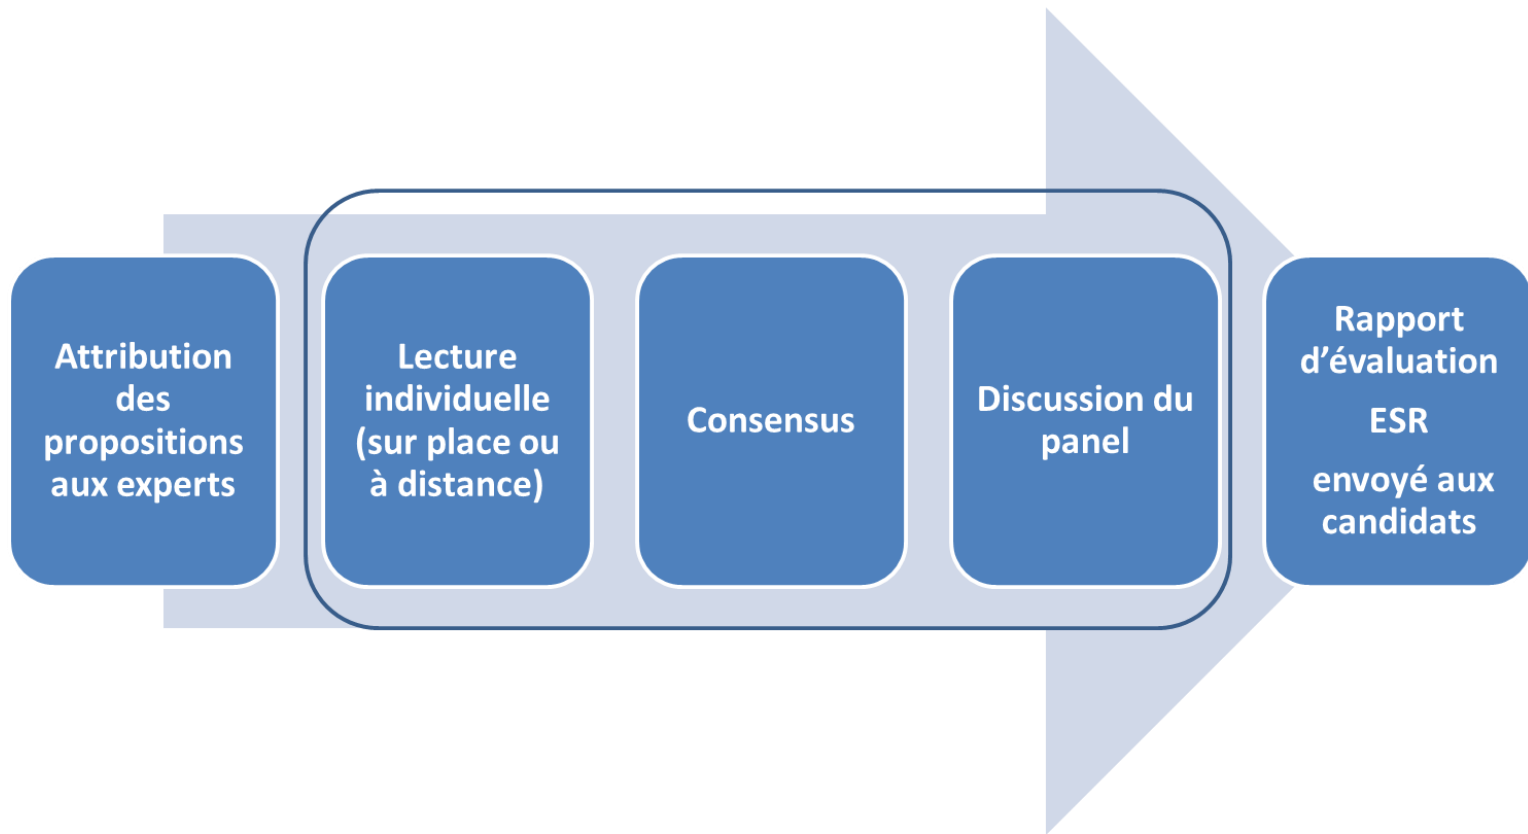 Attribution
des
propositions
aux experts
Lecture
individuelle
(sur place ou
à distance)
Consensus
Discussion du
panel
Rapport
d’évaluation
ESR
envoyé aux
candidats